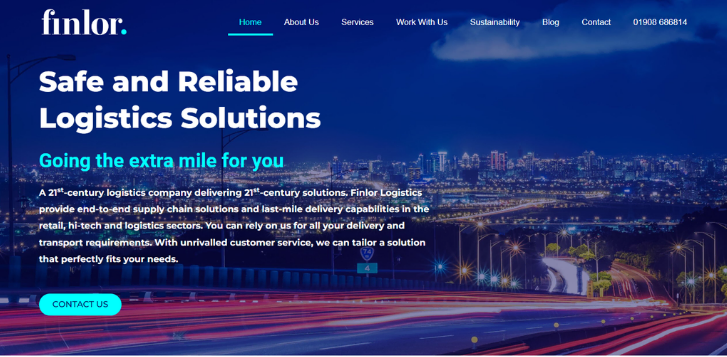 finlor.
Home About Us Services Work With Us Sustainability Blog Contact 01908 686814
Safe and Reliable
Logistics Solutions
Going the extra mile for you
A 21st-century logistics company delivering 21st-century solutions. Finlor Logistics
provide end-to-end supply chain solutions and last-mile delivery capabilities in the
retail, hi-tech and logistics sectors. You can rely on us for all your delivery and
transport requirements. With unrivalled customer service, we can tailor a solution
that perfectly fits your needs.
4
CONTACT US